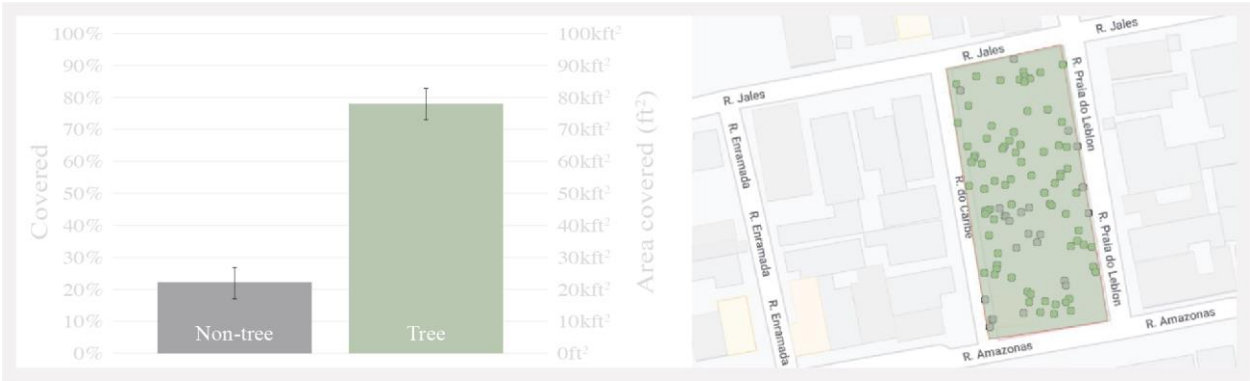 100%
90%
80%
70%
60%
50%
40%
30%
20%
10%
0%
Covered
Non-tree
Tree
100kft²
90kft²
80kft²
70kft²
60kft²
50kft²
40kft²
30kft²
20kft²
10kft²
0ft²
Area covered (ft²)
R. Jales
R. Jales
R. Jales
R. Enramada
R. Enramada
R. Enramada
R. do Caribe
R. Praia do Leblon
R. Praia do Leblon
R. Amazonas
R. Amazonas